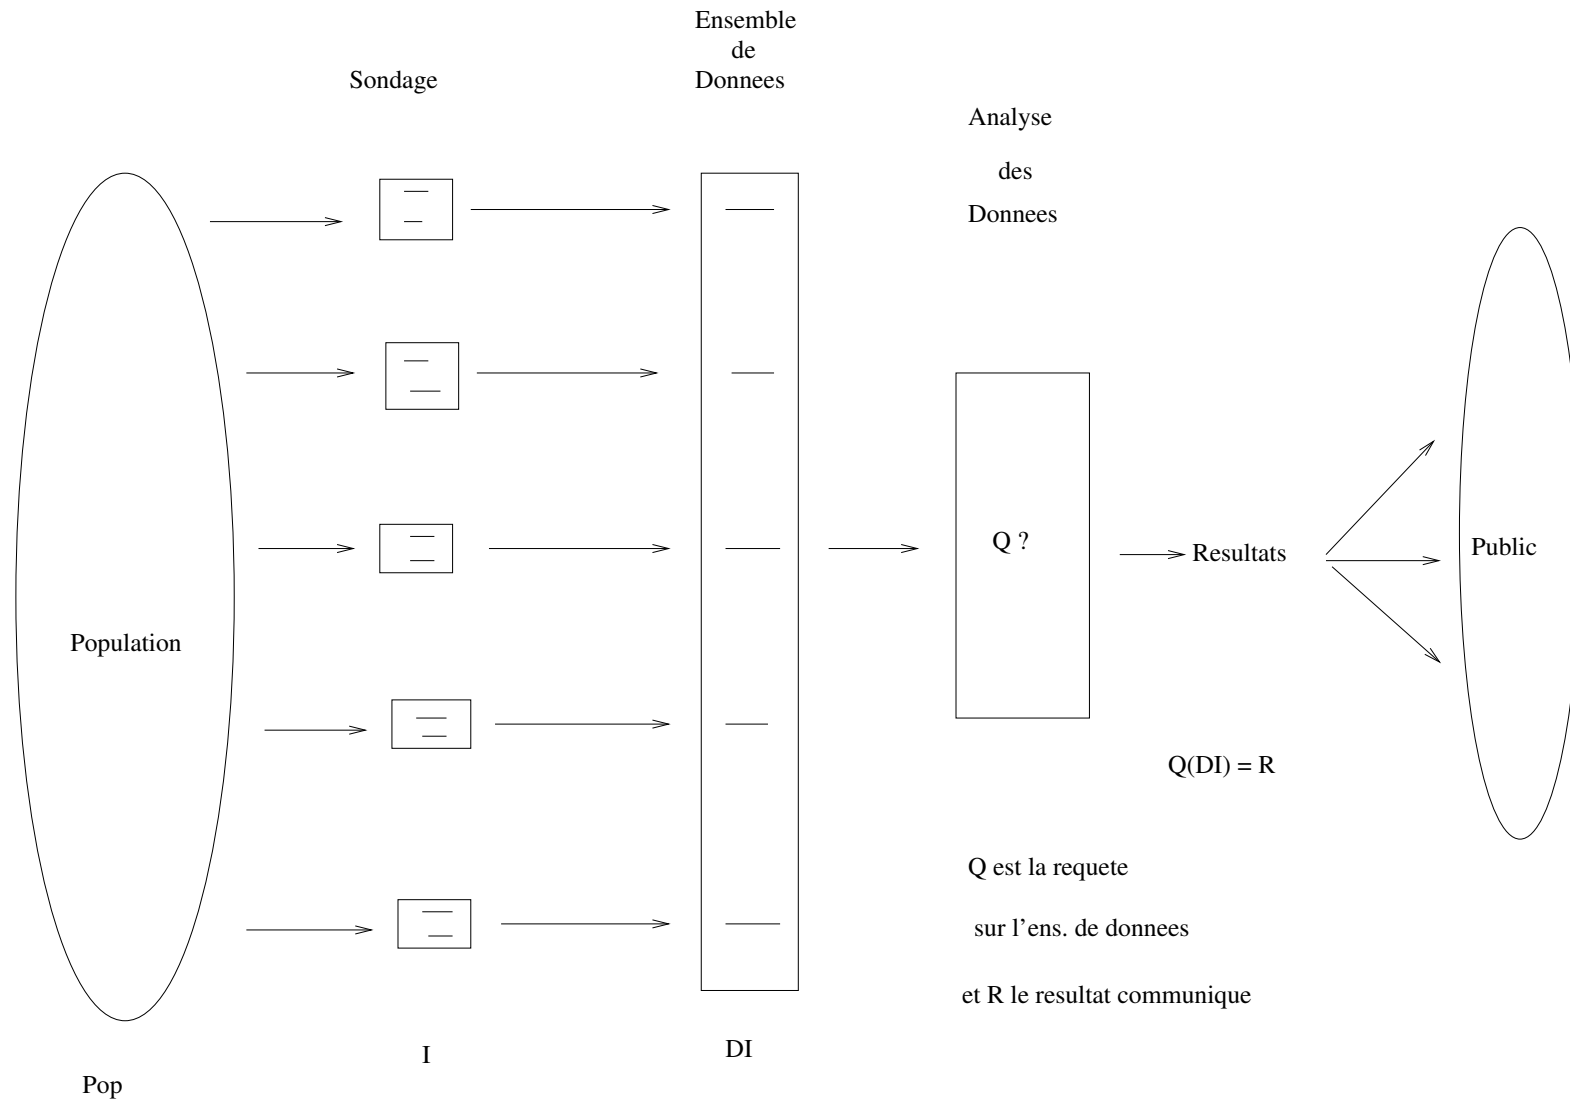 Ensemble
de
Donnees
Sondage
Analyse
des
Donnees
Population
Q ?
Resultats
Public
Q(DI) = R
Q est la requete
sur l'ens. de donnees
et R le resultat communique
I
DI
Pop